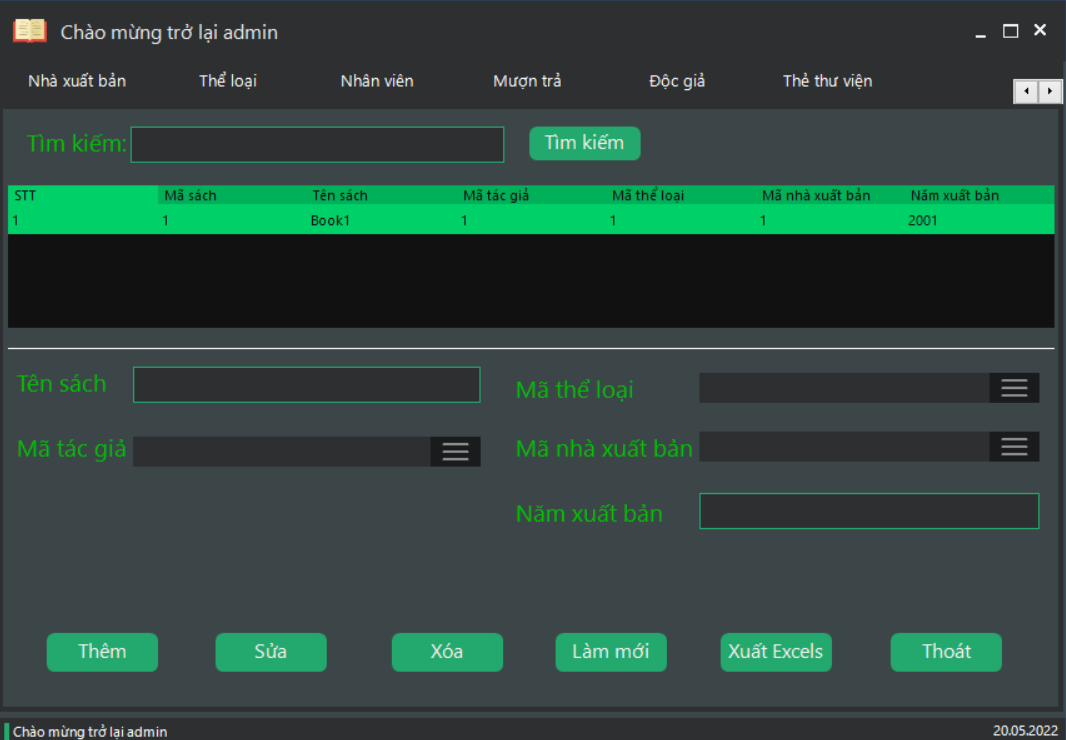 Chào mừng trở lại admin
Nhà xuất bản Thể loại Nhân viên Mượn trả Độc giả Thẻ thư viện
Tìm kiếm: Tìm kiếm
STT Mã sách Tên sách Mã tác giả Mã thể loại Mã nhà xuất bản Năm xuất bản
1 1 Book1 1 1 1 2001
Tên sách Mã thể loại
Mã tác giả Mã nhà xuất bản
Năm xuất bản
Thêm Sửa Xóa Làm mới Xuất Excels Thoát
Chào mừng trở lại admin 20.05.2022